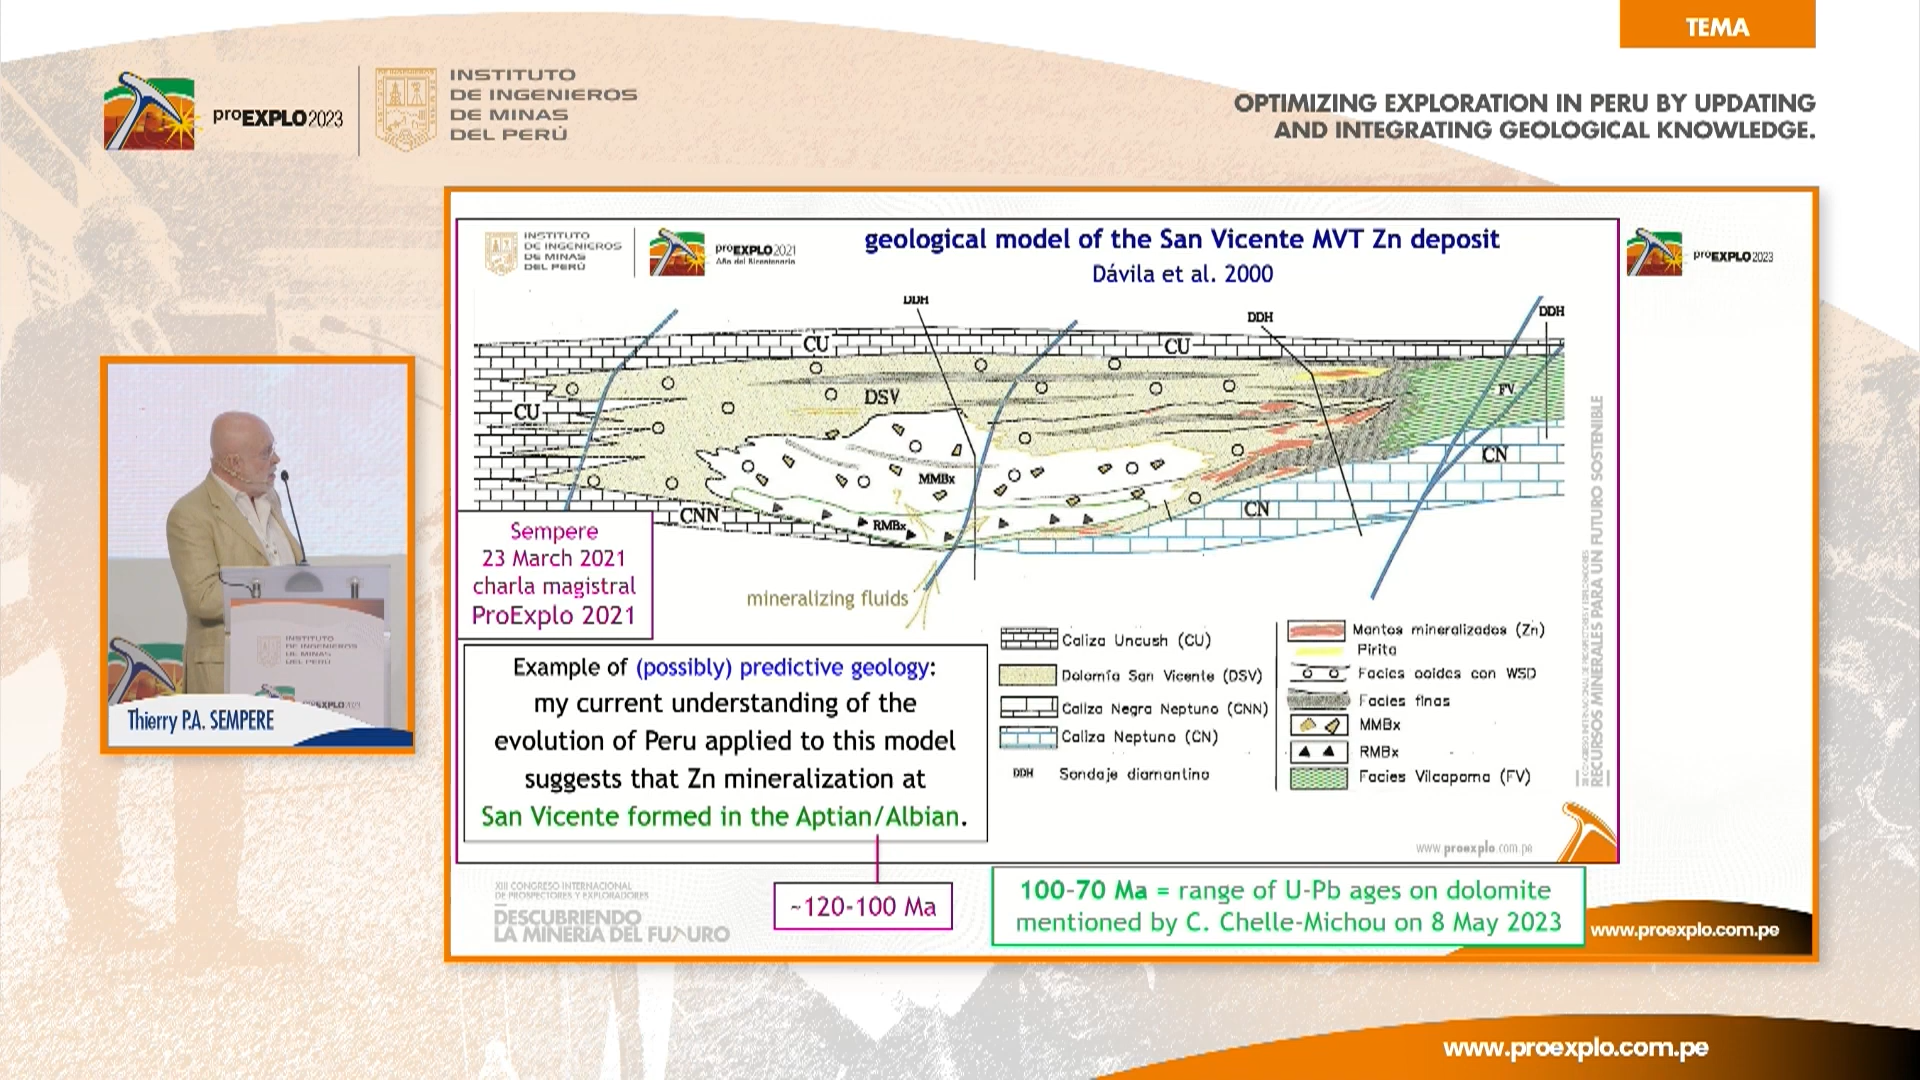 TEMA
proEXPLO2023
INSTITUTO
DE INGENIEROS
DE MINAS
DEL PERÚ
OPTIMIZING EXPLORATION IN PERU BY UPDATING
AND INTEGRATING GEOLOGICAL KNOWLEDGE.
INSTITUTO
DE INGENIEROS
DE MINAS
DEL PERÚ
proEXPLO2021
Año del Bicentenario
geological model of the San Vicente MVT Zn deposit
Dávila et al. 2000
proEXPLO2023
DDH
DDH
DDH
CU
CU
CU
DSV
FV
CN
MMBx
CNN
RMBx
CN
mineralizing fluids
Sempere
23 March 2021
charla magistral
ProExplo 2021
Example of (possibly) predictive geology:
my current understanding of the
evolution of Peru applied to this model
suggests that Zn mineralization at
San Vicente formed in the Aptian/Albian.
Caliza Uncush (CU)
Dolomía San Vicente (DSV)
Caliza Negra Neptuno (CNN)
Caliza Neptuno (CN)
DDH Sondaje diamantino
Mantos mineralizados (Zn)
Pirita
Facies ooides con WSD
Facies finas
MMBx
RMBx
Facies Vilcapoma (FV)
RECURSOS MINERALES PARA UN FUTURO SOSTENIBLE
www.proexplo.com.pe
~120-100 Ma
100-70 Ma = range of U-Pb ages on dolomite
mentioned by C. Chelle-Michou on 8 May 2023
XIII CONGRESO INTERNACIONAL
DE PROSPECTORES Y EXPLORADORES
DESCUBRIENDO
LA MINERÍA DEL FUTURO
www.proexplo.com.pe
INSTITUTO
DE INGENIEROS
DE MINAS
DEL PERÚ
Thierry P.A. SEMPERE
www.proexplo.com.pe